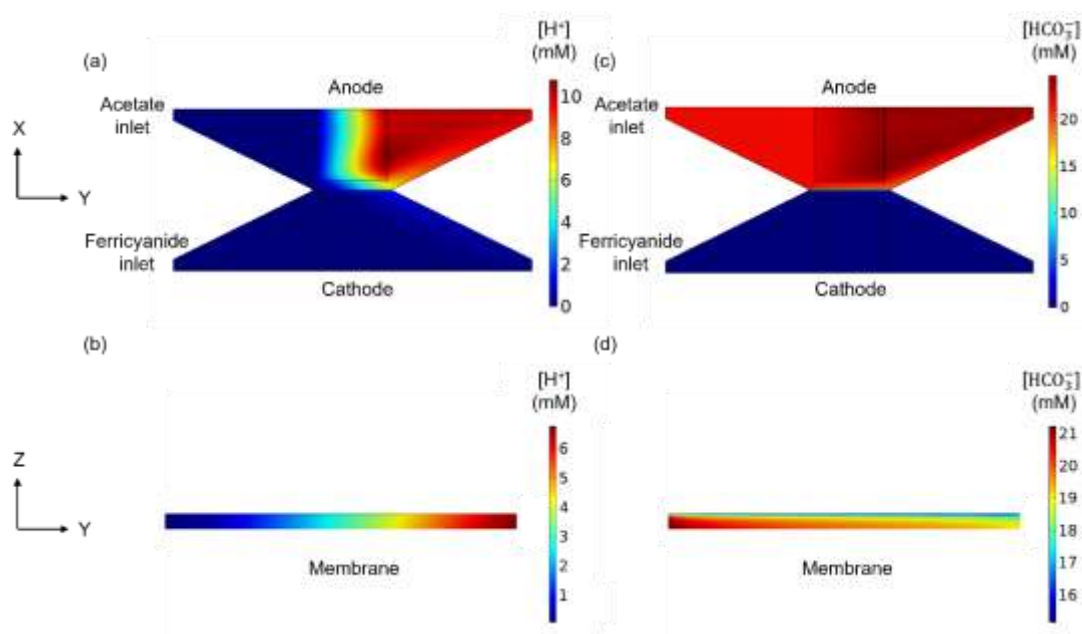 [H⁺]
(mM)
(a)
Anode
10
8
6
4
2
0
Acetate
inlet
X
Y
Ferricyanide
inlet
Cathode
[HCO₃⁻]
(mM)
(c)
Anode
20
15
10
5
0
Acetate
inlet
Ferricyanide
inlet
Cathode
(b)
[H⁺]
(mM)
6
5
4
3
2
1
Z
Y
Membrane
(d)
[HCO₃⁻]
(mM)
21
20
19
18
17
16
Membrane